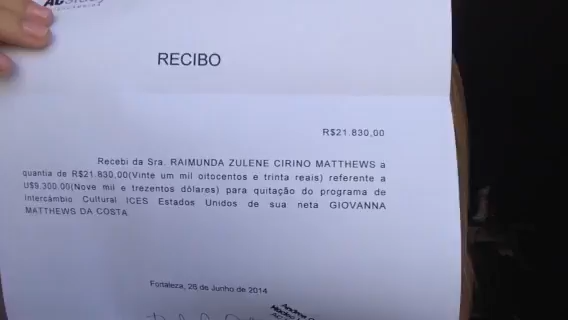 RECIBO
R$21.830,00
Recebi da Sra. RAIMUNDA ZULENE CIRINO MATTHEWS a
quantia de R$21.830,00(Vinte um mil oitocentos e trinta reais) referente a
U$9.300,00(Nove mil e trezentos dólares) para quitação do programa de
Intercâmbio Cultural ICES Estados Unidos de sua neta GIOVANNA
MATTHEWS DA COSTA
Fortaleza, 26 de Junho de 2014